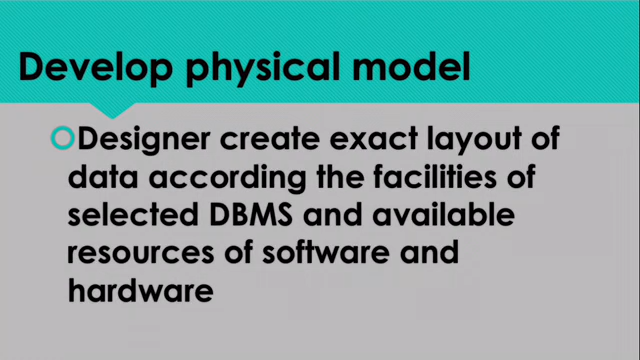 Develop physical model
Designer create exact layout of
data according the facilities of
selected DBMS and available
resources of software and
hardware